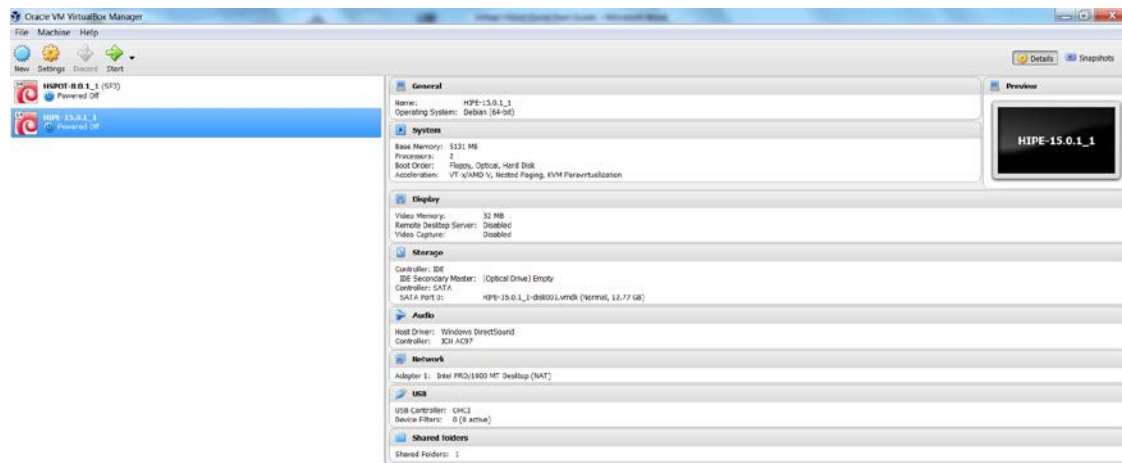 Oracle VM VirtualBox Manager
File Machine Help
New Settings Discard Start
Details Snapshots
HSPOT-8.0.1_1 (SF3)
Powered Off
HIPE-15.0.1_1
Powered Off
General
Name: HIPE-15.0.1_1
Operating System: Debian (64-bit)
System
Base Memory: 5131 MB
Processors: 2
Boot Order: Floppy, Optical, Hard Disk
Acceleration: VT-x/AMD-V, Nested Paging, KVM Paravirtualization
Preview
HIPE-15.0.1_1
Display
Video Memory: 32 MB
Remote Desktop Server: Disabled
Video Capture: Disabled
Storage
Controller: IDE
IDE Secondary Master: [Optical Drive] Empty
Controller: SATA
SATA Port 0: HIPE-15.0.1_1-disk001.vmdk (Normal, 12.77 GB)
Audio
Host Driver: Windows DirectSound
Controller: ICH AC97
Network
Adapter 1: Intel PRO/1000 MT Desktop (NAT)
USB
USB Controller: OHCI
Device Filters: 0 (0 active)
Shared folders
Shared Folders: 1